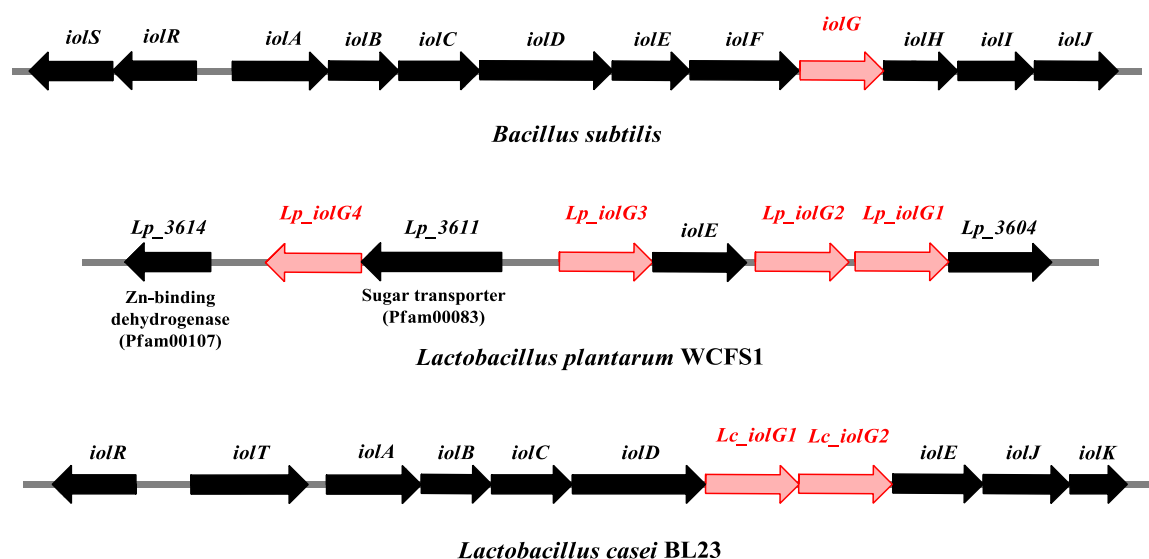 iolS iolR iolA iolB iolC iolD iolE iolF iolG iolH iolI iolJ
Bacillus subtilis
Lp_3614 Lp_iolG4 Lp_3611 Lp_iolG3 iolE Lp_iolG2 Lp_iolG1 Lp_3604
Zn-binding
dehydrogenase
(Pfam00107)
Sugar transporter
(Pfam00083)
Lactobacillus plantarum WCFS1
iolR iolT iolA iolB iolC iolD Lc_iolG1 Lc_iolG2 iolE iolJ iolK
Lactobacillus casei BL23